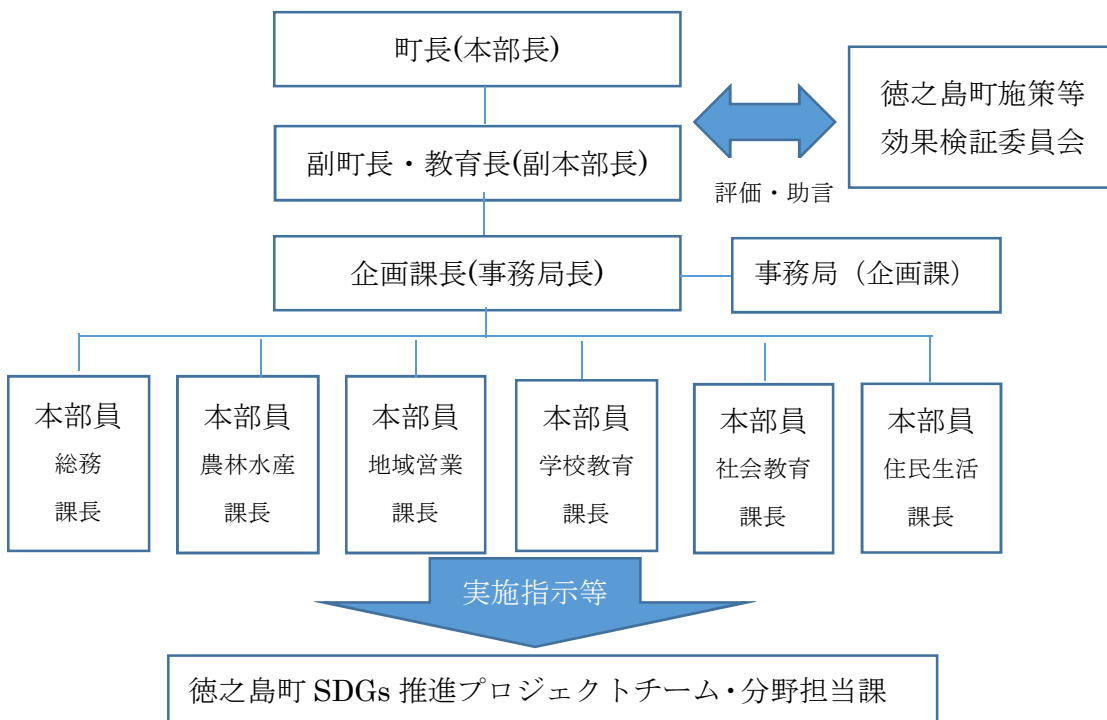 町長(本部長)
徳之島町施策等
効果検証委員会
副町長・教育長(副本部長)
評価・助言
企画課長(事務局長)
事務局（企画課）
本部員
総務
課長
本部員
農林水産
課長
本部員
地域営業
課長
本部員
学校教育
課長
本部員
社会教育
課長
本部員
住民生活
課長
実施指示等
徳之島町 SDGs 推進プロジェクトチーム・分野担当課